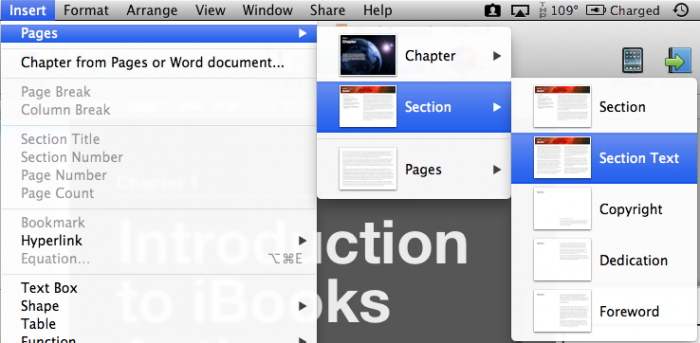 Insert Format Arrange View Window Share Help 109° Charged
Pages
Chapter from Pages or Word document...
Page Break
Column Break
Section Title
Section Number
Page Number
Page Count
Bookmark
Hyperlink
Equation... ⌥⌘E
Text Box
Shape
Table
Function
Chapter
Section
Pages
Section
Section Text
Copyright
Dedication
Foreword
Chapter 1
Introduction
to iBooks